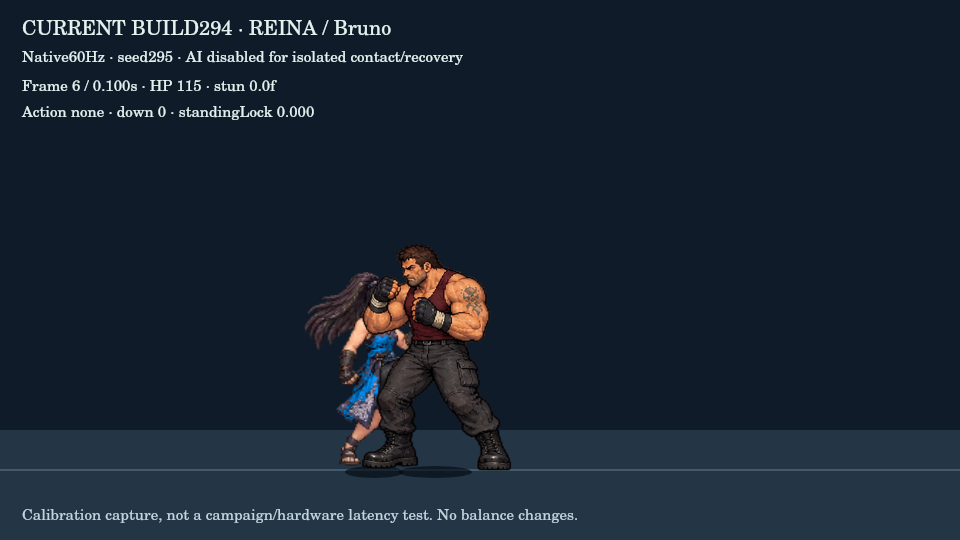 CURRENT BUILD294 · REINA / Bruno
Native60Hz · seed295 · AI disabled for isolated contact/recovery
Frame 6 / 0.100s · HP 115 · stun 0.0f
Action none · down 0 · standingLock 0.000
Calibration capture, not a campaign/hardware latency test. No balance changes.